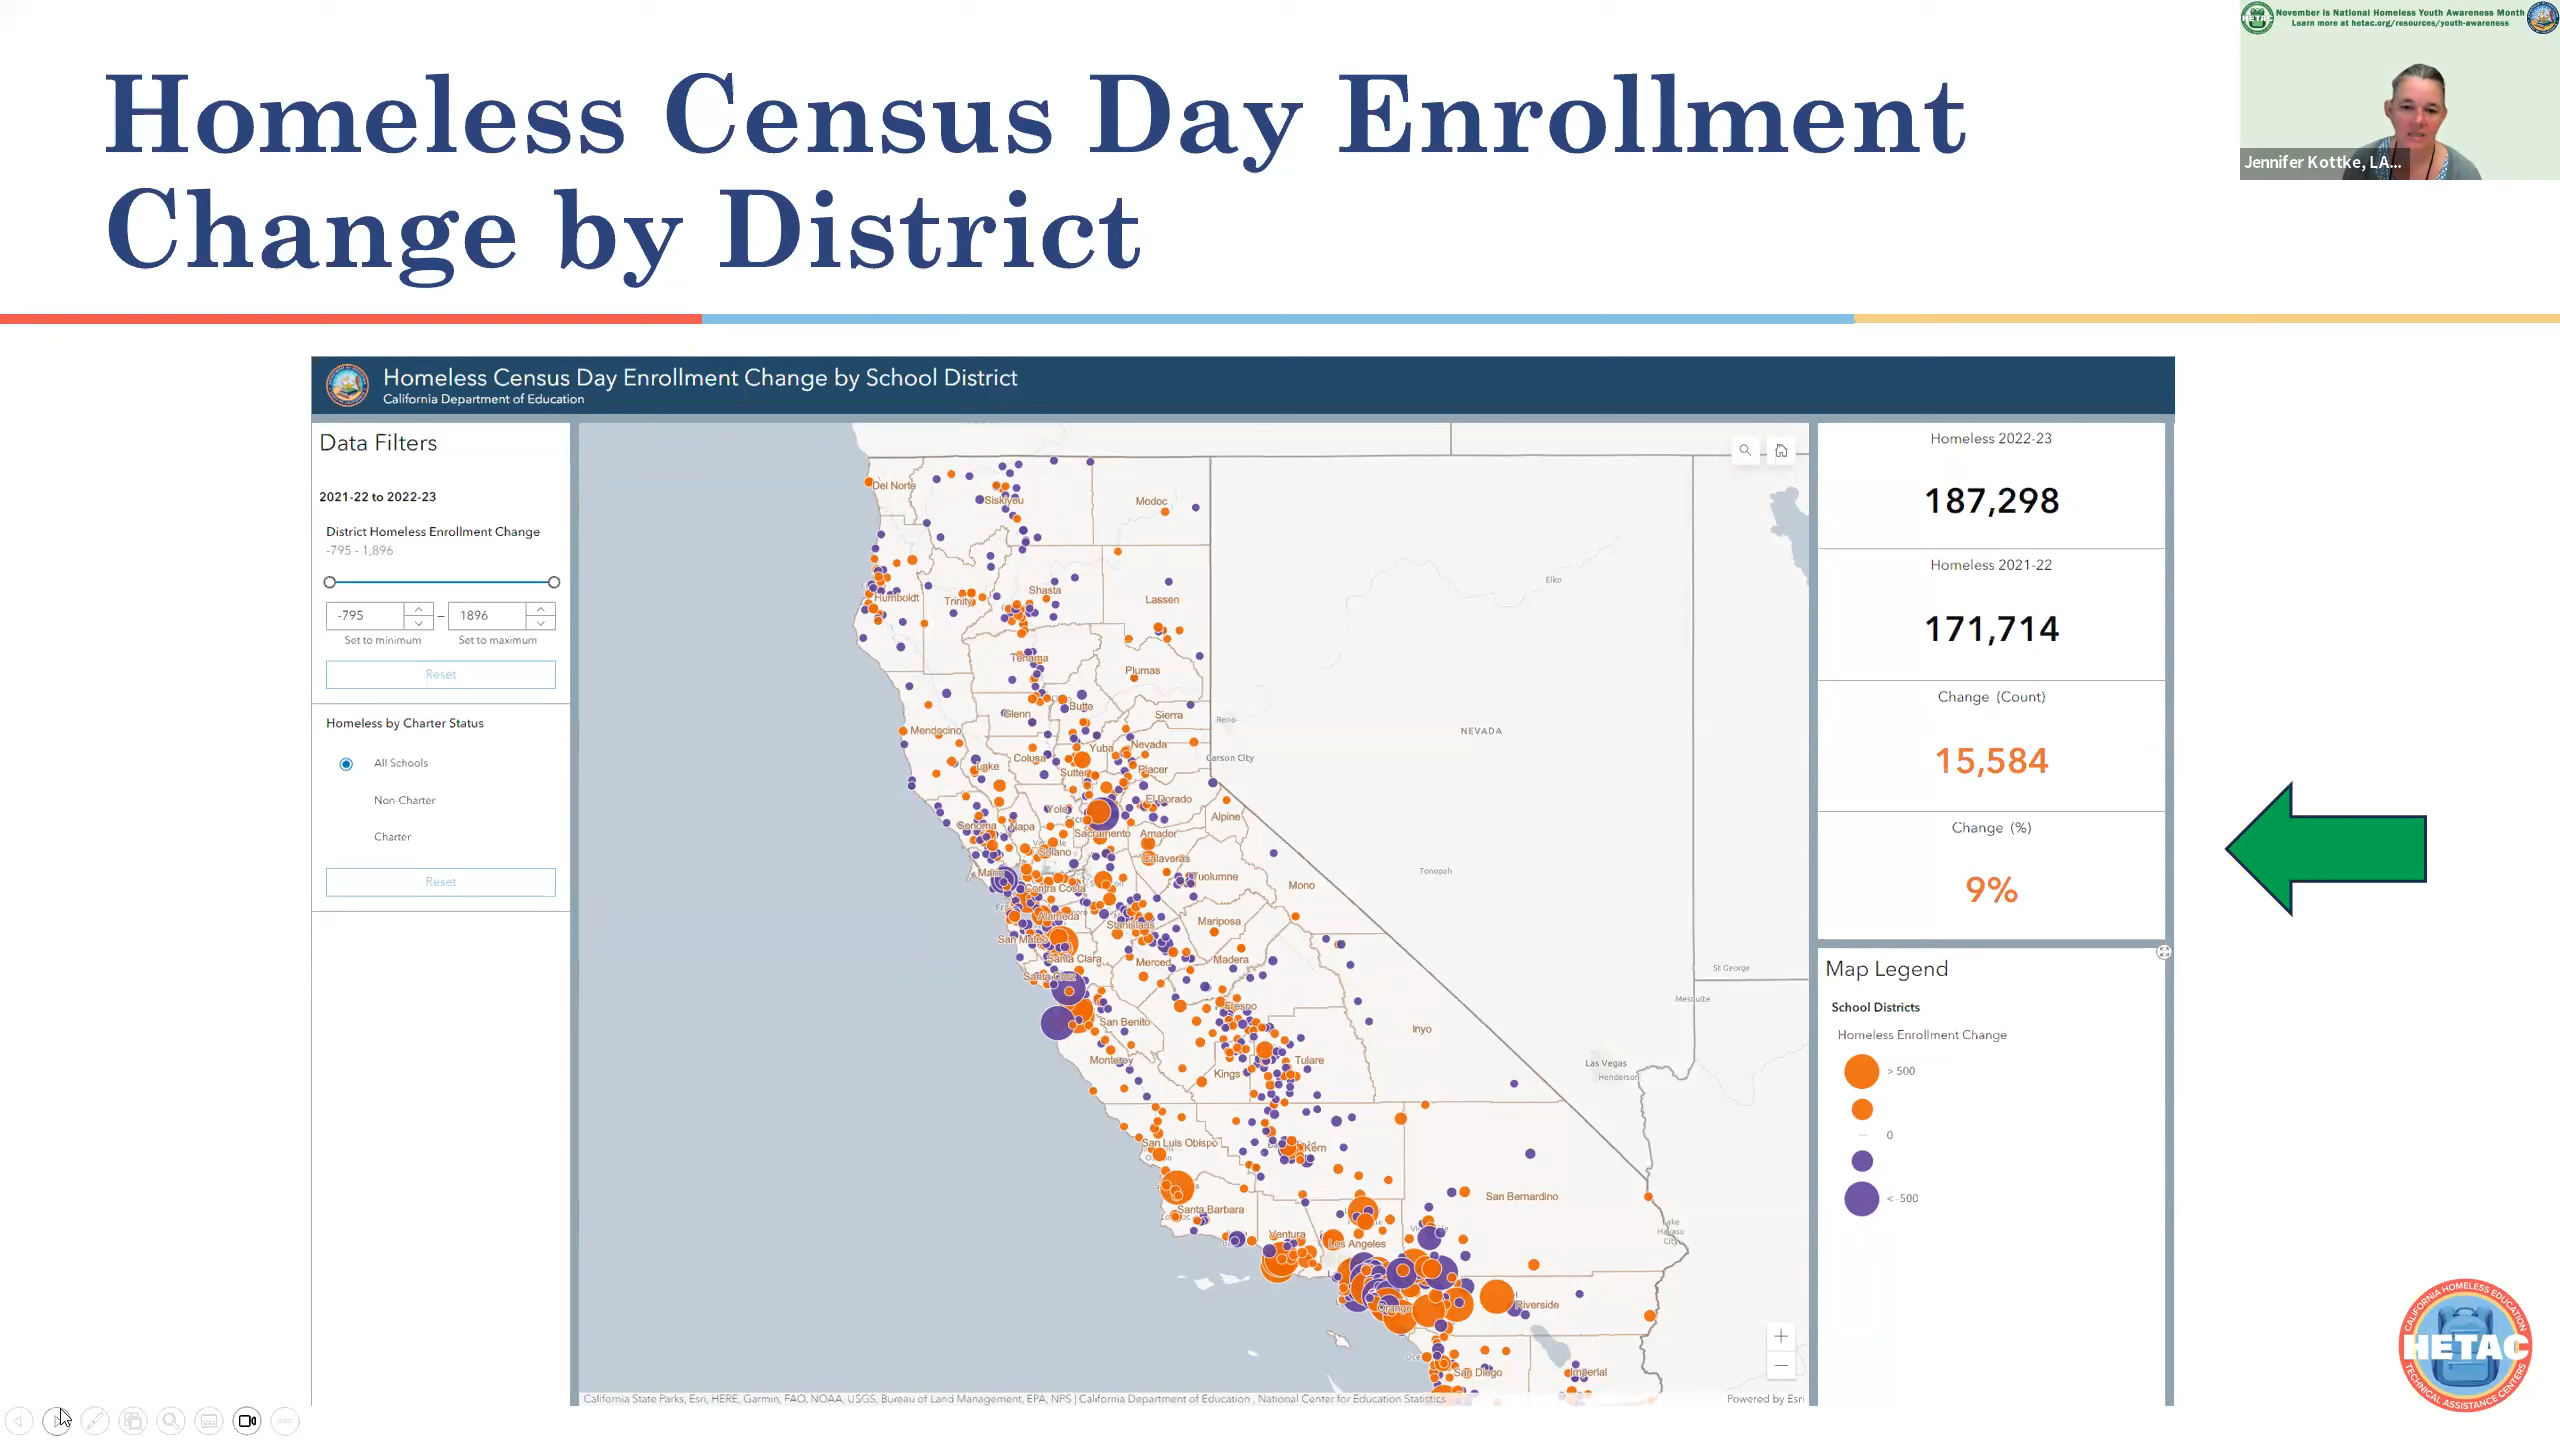 November is National Homeless Youth Awareness Month
Learn more at hetac.org/resources/youth-awareness
Jennifer Kottke, LA...
Homeless Census Day Enrollment
Change by District
Homeless Census Day Enrollment Change by School District
California Department of Education
Data Filters
2021-22 to 2022-23
District Homeless Enrollment Change
-795 - 1,896
-795
–
1896
Set to minimum
Set to maximum
Reset
Homeless by Charter Status
All Schools
Non-Charter
Charter
Reset
Del Norte
Siskiyou
Modoc
Humboldt
Trinity
Shasta
Lassen
Elko
Tehama
Plumas
Glenn
Butte
Sierra
Reno
Mendocino
Yuba
Nevada
NEVADA
Colusa
Lake
Sutter
Placer
Carson City
Yolo
El Dorado
Sonoma
Napa
Sacramento
Amador
Alpine
Solano
Calaveras
Marin
Contra Costa
Tuolumne
Mono
Tonopah
Alameda
Stanislaus
Mariposa
San Mateo
Santa Clara
Merced
Madera
St George
Santa Cruz
Mesquite
Fresno
San Benito
Inyo
Monterey
Tulare
Kings
Las Vegas
Henderson
San Luis Obispo
Kern
San Bernardino
Santa Barbara
Ventura
Los Angeles
Lake
Havasu
City
Orange
Riverside
San Diego
Imperial
California State Parks, Esri, HERE, Garmin, FAO, NOAA, USGS, Bureau of Land Management, EPA, NPS | California Department of Education , National Center for Education Statistics
Powered by Esri
Homeless 2022-23
187,298
Homeless 2021-22
171,714
Change (Count)
15,584
Change (%)
9%
Map Legend
School Districts
Homeless Enrollment Change
> 500
0
< -500
CALIFORNIA HOMELESS EDUCATION
HETAC
TECHNICAL ASSISTANCE CENTERS